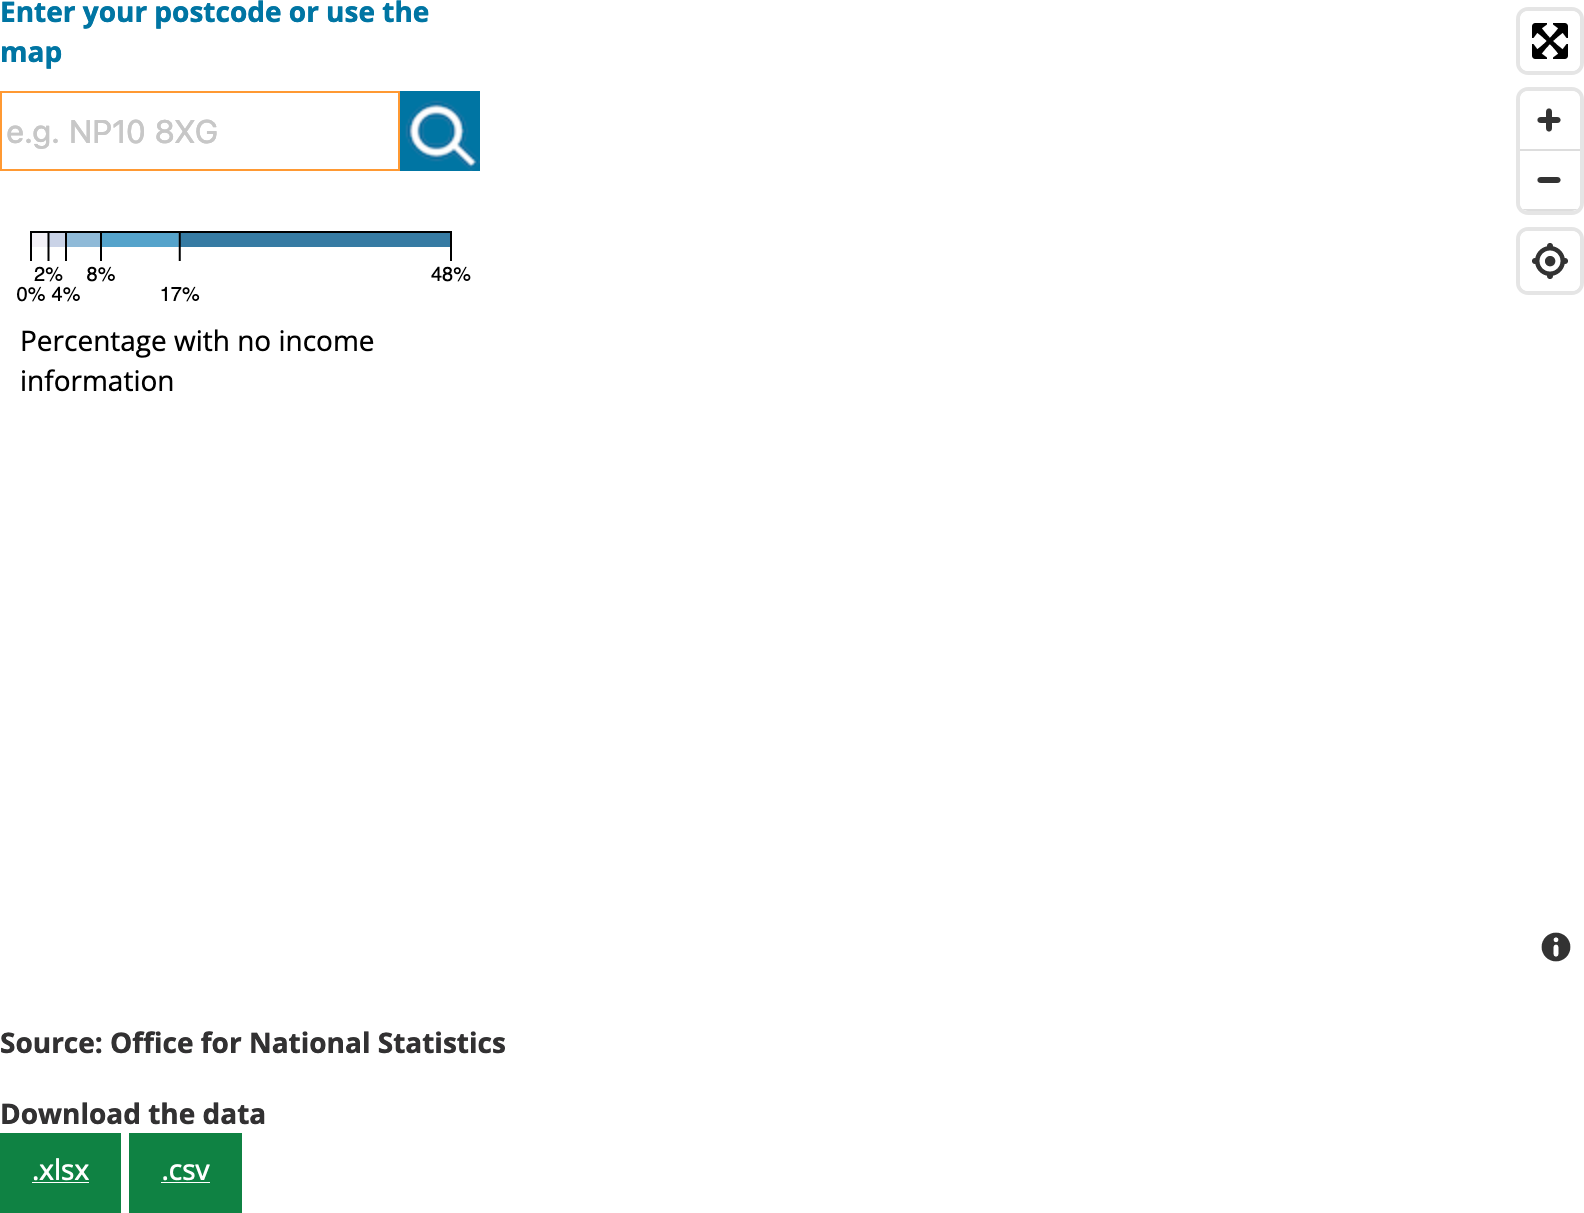 Enter your postcode or use the
map
e.g. NP10 8XG
2% 8% 48%
0% 4% 17%
Percentage with no income
information
Source: Office for National Statistics
Download the data
.xlsx .csv